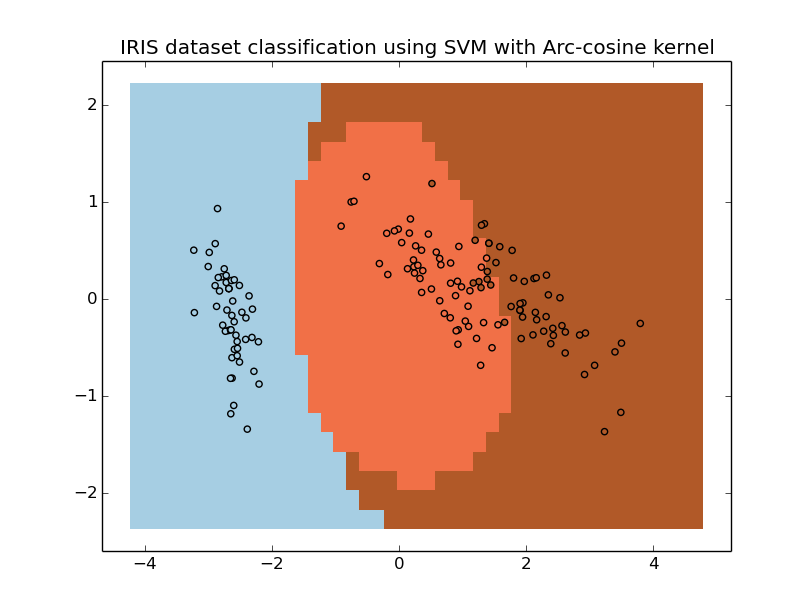 IRIS dataset classification using SVM with Arc-cosine kernel
2
1
0
−1
−2
−4 −2 0 2 4